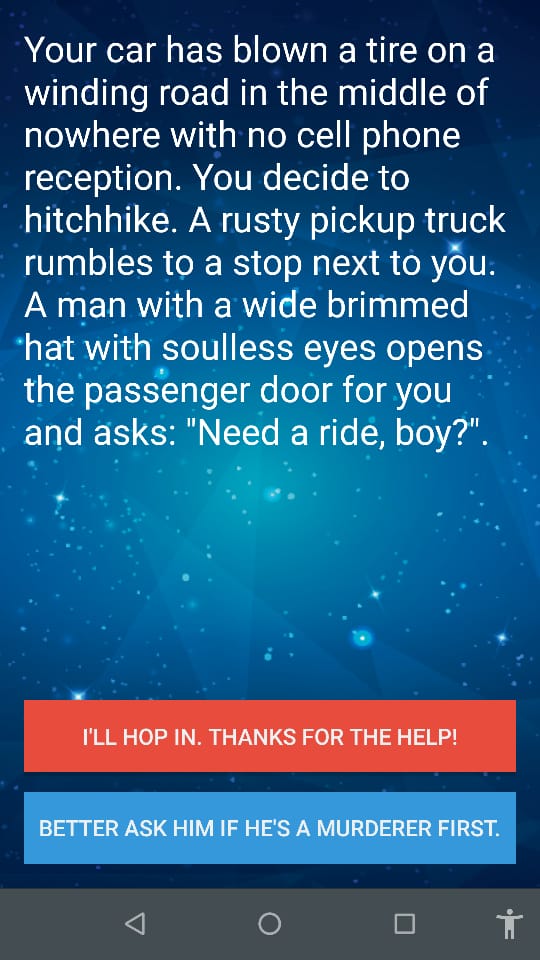 Your car has blown a tire on a
winding road in the middle of
nowhere with no cell phone
reception. You decide to
hitchhike. A rusty pickup truck
rumbles to a stop next to you.
A man with a wide brimmed
hat with soulless eyes opens
the passenger door for you
and asks: "Need a ride, boy?".
I'LL HOP IN. THANKS FOR THE HELP!
BETTER ASK HIM IF HE'S A MURDERER FIRST.